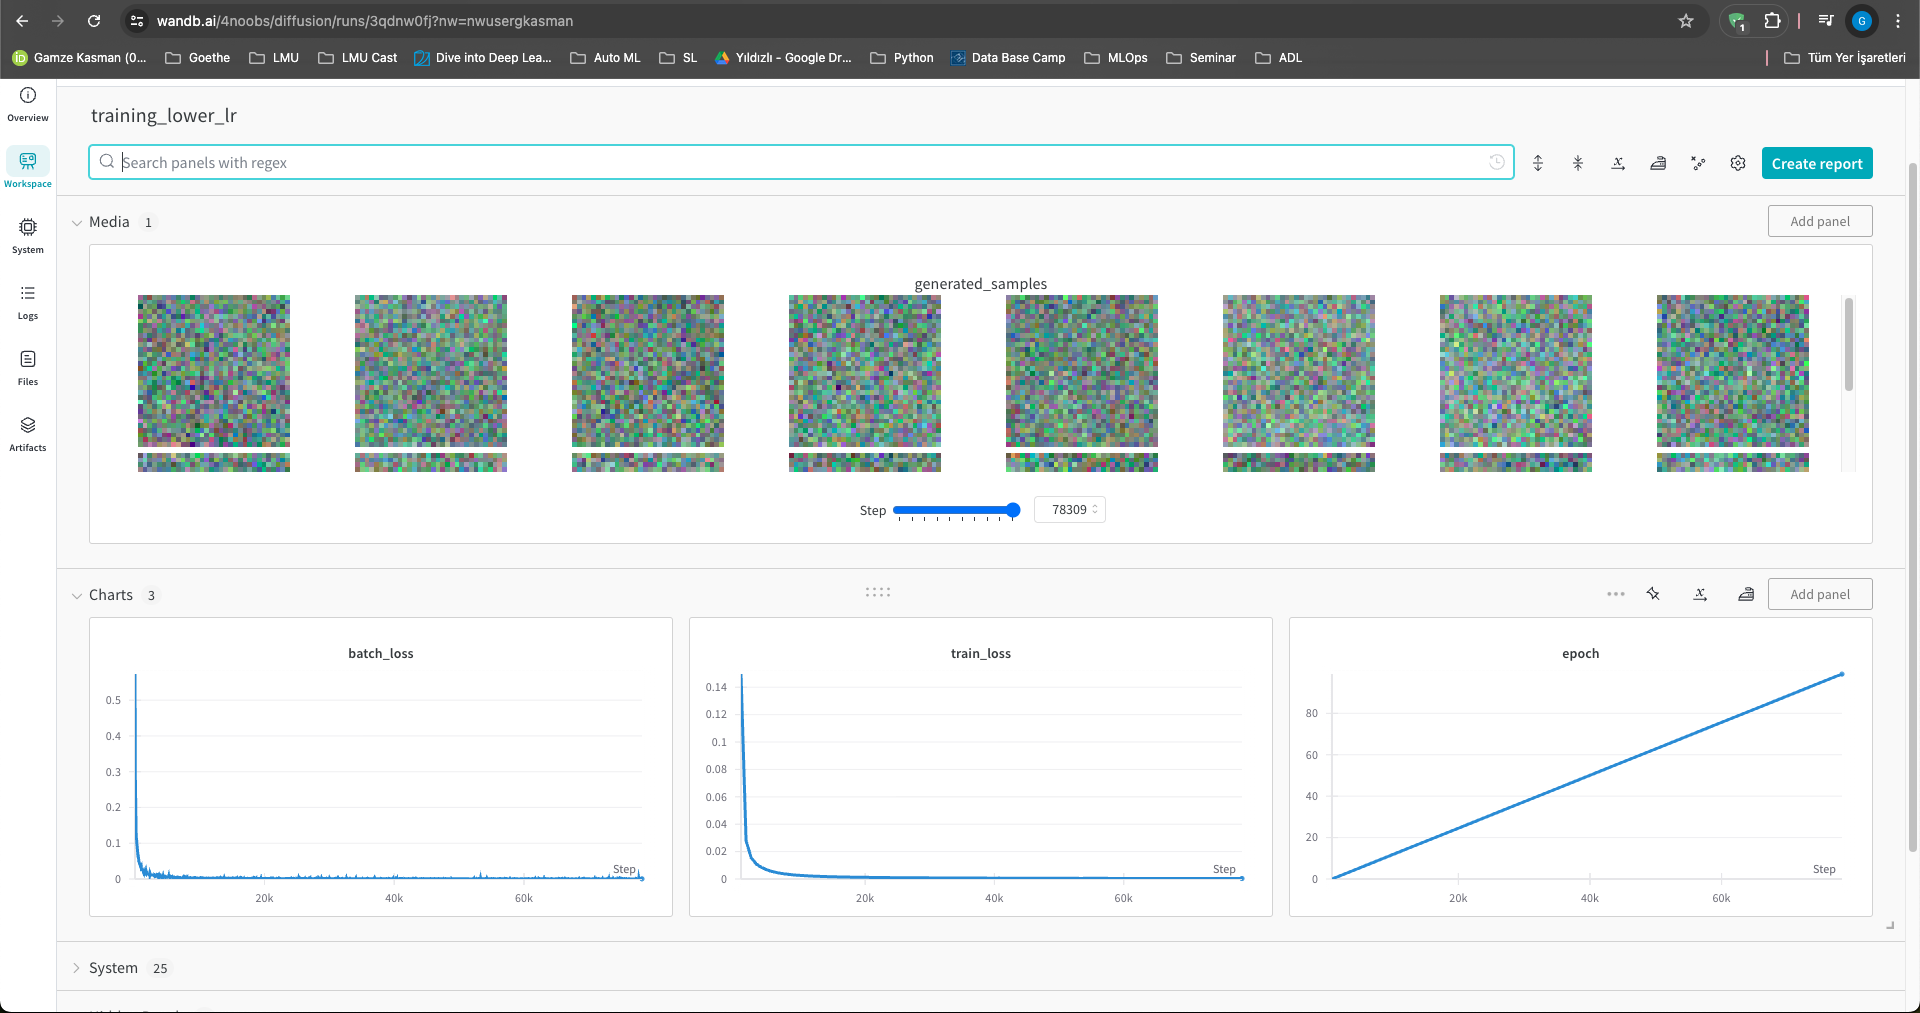 wandb.ai/4noobs/diffusion/runs/3qdnw0fj?nw=nwusergkasman
G
1
Gamze Kasman (0...
Goethe
LMU
LMU Cast
Dive into Deep Lea...
Auto ML
SL
Yıldızlı - Google Dr...
Python
Data Base Camp
MLOps
Seminar
ADL
Tüm Yer İşaretleri
Overview
Workspace
System
Logs
Files
Artifacts
training_lower_lr
Search panels with regex
Create report
Media 1
Add panel
generated_samples
Step 78309
Charts 3
Add panel
batch_loss
0.5
0.4
0.3
0.2
0.1
0
20k 40k 60k
Step
train_loss
0.14
0.12
0.1
0.08
0.06
0.04
0.02
0
20k 40k 60k
Step
epoch
80
60
40
20
0
20k 40k 60k
Step
System 25